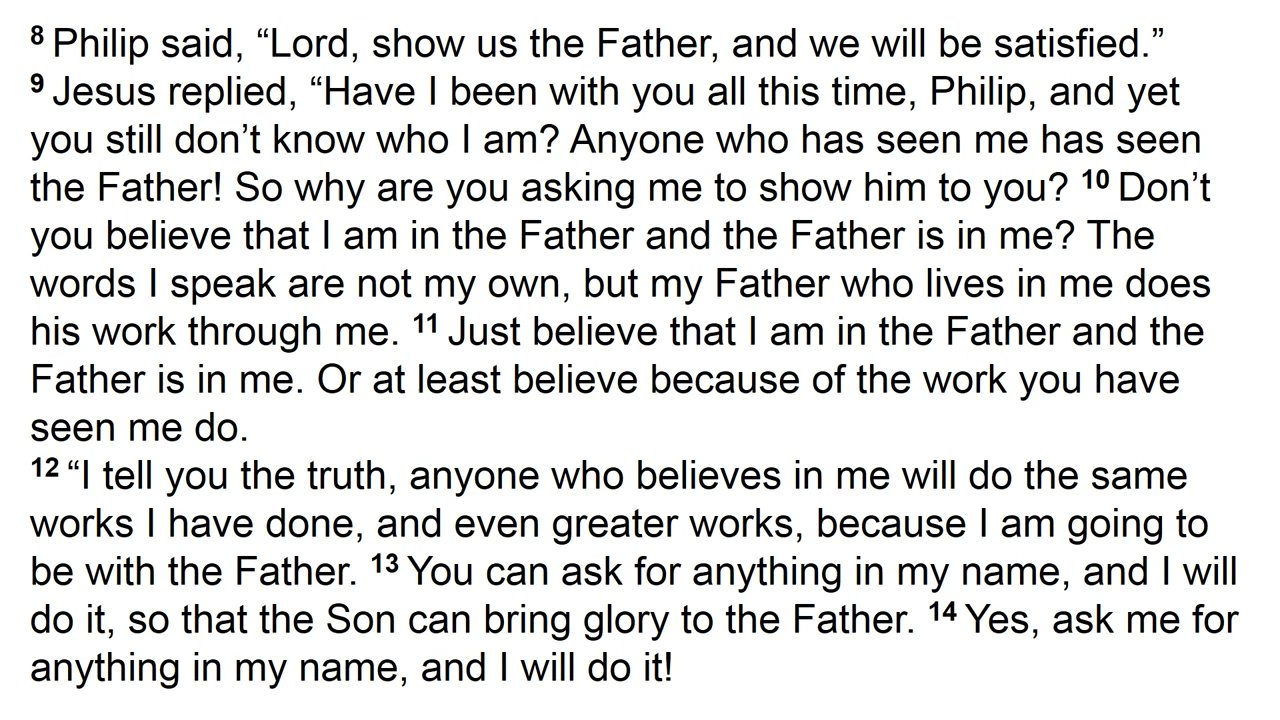 8 Philip said, “Lord, show us the Father, and we will be satisfied.”
9 Jesus replied, “Have I been with you all this time, Philip, and yet
you still don’t know who I am? Anyone who has seen me has seen
the Father! So why are you asking me to show him to you? 10 Don’t
you believe that I am in the Father and the Father is in me? The
words I speak are not my own, but my Father who lives in me does
his work through me. 11 Just believe that I am in the Father and the
Father is in me. Or at least believe because of the work you have
seen me do.
12 “I tell you the truth, anyone who believes in me will do the same
works I have done, and even greater works, because I am going to
be with the Father. 13 You can ask for anything in my name, and I will
do it, so that the Son can bring glory to the Father. 14 Yes, ask me for
anything in my name, and I will do it!